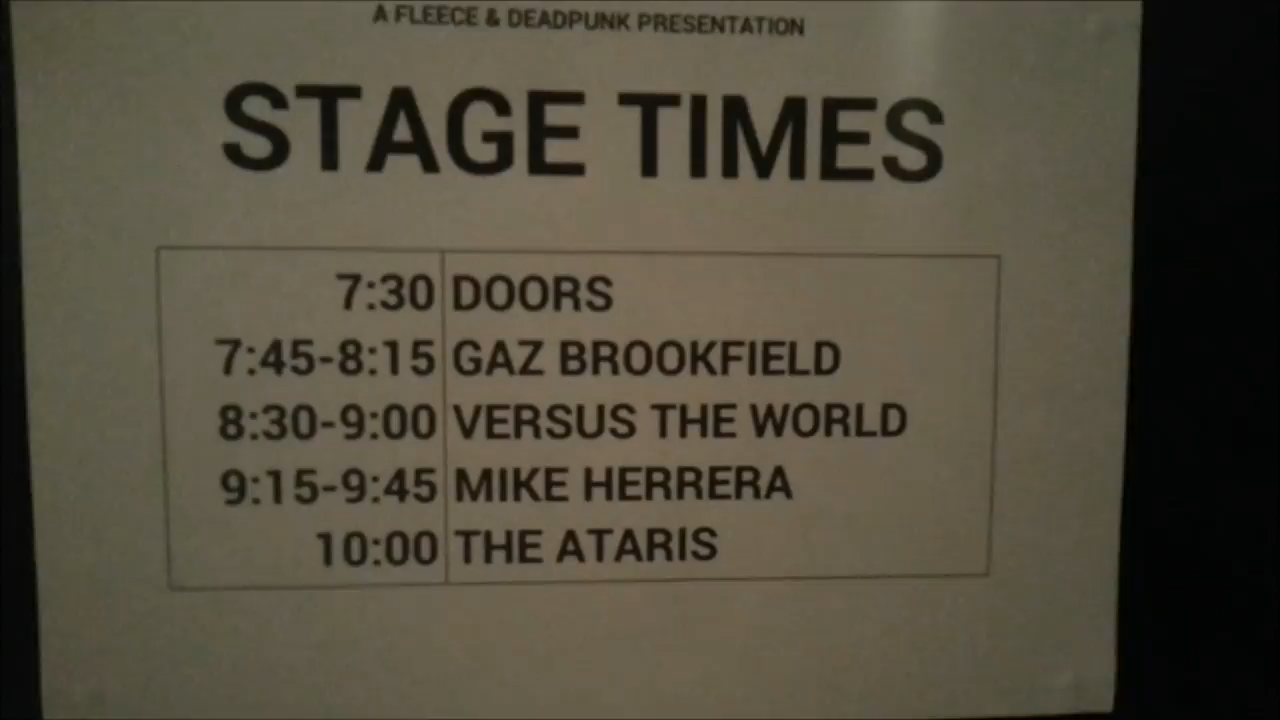 A FLEECE & DEADPUNK PRESENTATION
STAGE TIMES
7:30 DOORS
7:45-8:15 GAZ BROOKFIELD
8:30-9:00 VERSUS THE WORLD
9:15-9:45 MIKE HERRERA
10:00 THE ATARIS